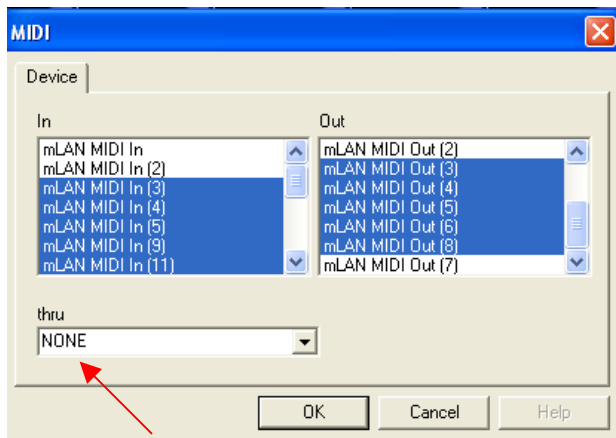 MIDI
Device
In
mLAN MIDI In
mLAN MIDI In (2)
mLAN MIDI In (3)
mLAN MIDI In (4)
mLAN MIDI In (5)
mLAN MIDI In (9)
mLAN MIDI In (11)
Out
mLAN MIDI Out (2)
mLAN MIDI Out (3)
mLAN MIDI Out (4)
mLAN MIDI Out (5)
mLAN MIDI Out (6)
mLAN MIDI Out (8)
mLAN MIDI Out (7)
thru
NONE
OK
Cancel
Help